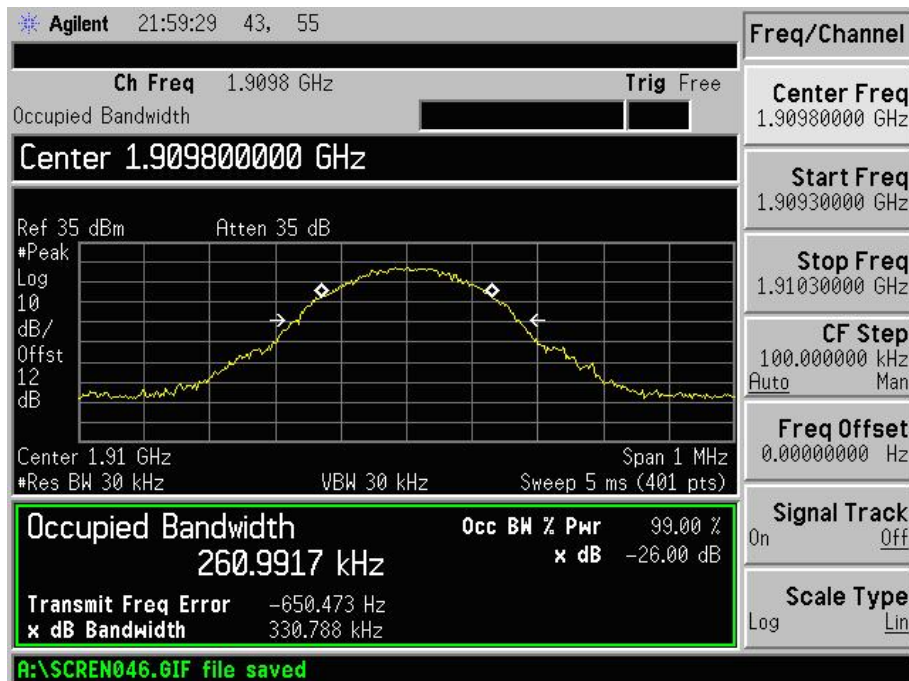 Agilent 21:59:29 43, 55
Freq/Channel
Ch Freq 1.9098 GHz Trig Free
Occupied Bandwidth
Center 1.909800000 GHz
Ref 35 dBm Atten 35 dB
#Peak
Log
10
dB/
Offst
12
dB
Center 1.91 GHz Span 1 MHz
#Res BW 30 kHz VBW 30 kHz Sweep 5 ms (401 pts)
Occupied Bandwidth
260.9917 kHz
Occ BW % Pwr 99.00 %
x dB -26.00 dB
Transmit Freq Error -650.473 Hz
x dB Bandwidth 330.788 kHz
A:\SCREN046.GIF file saved
Center Freq
1.90980000 GHz
Start Freq
1.90930000 GHz
Stop Freq
1.91030000 GHz
CF Step
100.000000 kHz
Auto Man
Freq Offset
0.00000000 Hz
Signal Track
On Off
Scale Type
Log Lin